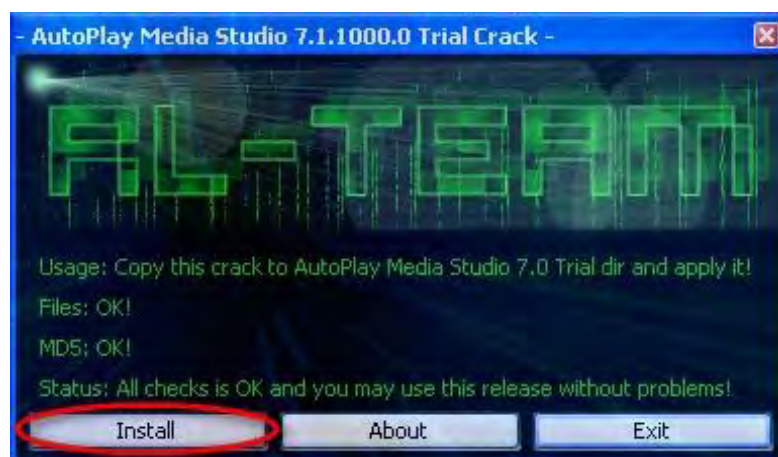 - AutoPlay Media Studio 7.1.1000.0 Trial Crack -
AL-TEAM
Usage: Copy this crack to AutoPlay Media Studio 7.0 Trial dir and apply it!
Files: OK!
MD5: OK!
Status: All checks is OK and you may use this release without problems!
Install
About
Exit